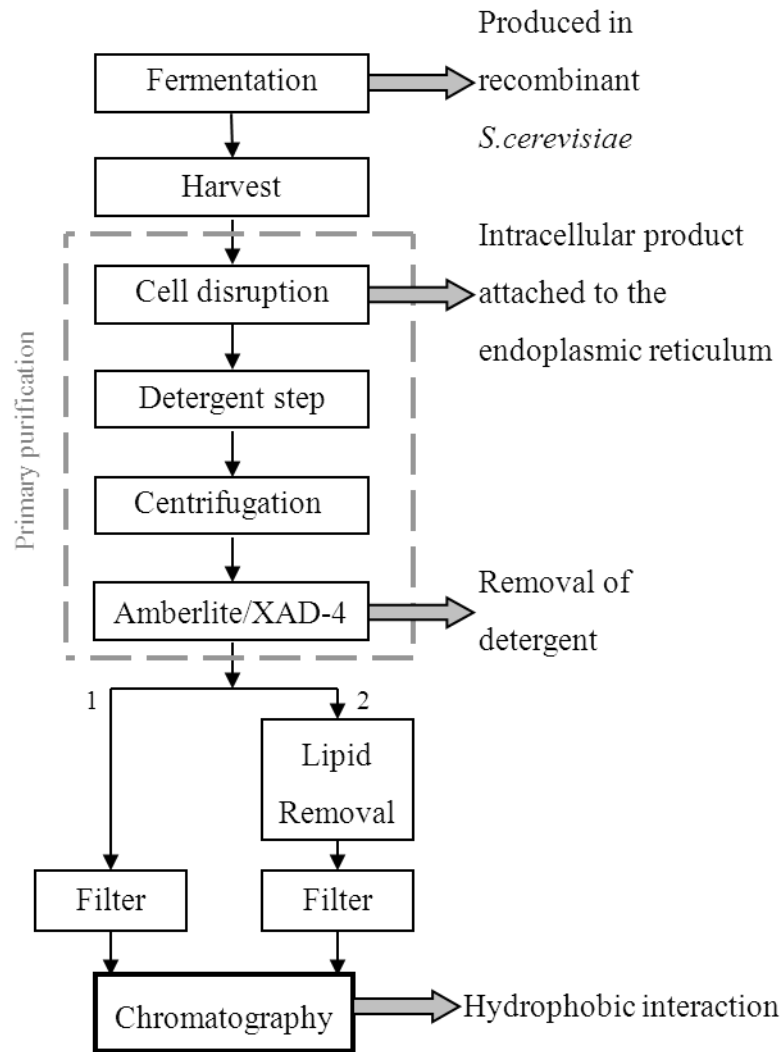 Fermentation
Produced in
recombinant
S.cerevisiae
Harvest
Primary purification
Cell disruption
Intracellular product
attached to the
endoplasmic reticulum
Detergent step
Centrifugation
Amberlite/XAD-4
Removal of
detergent
1
2
Lipid
Removal
Filter
Filter
Chromatography
Hydrophobic interaction